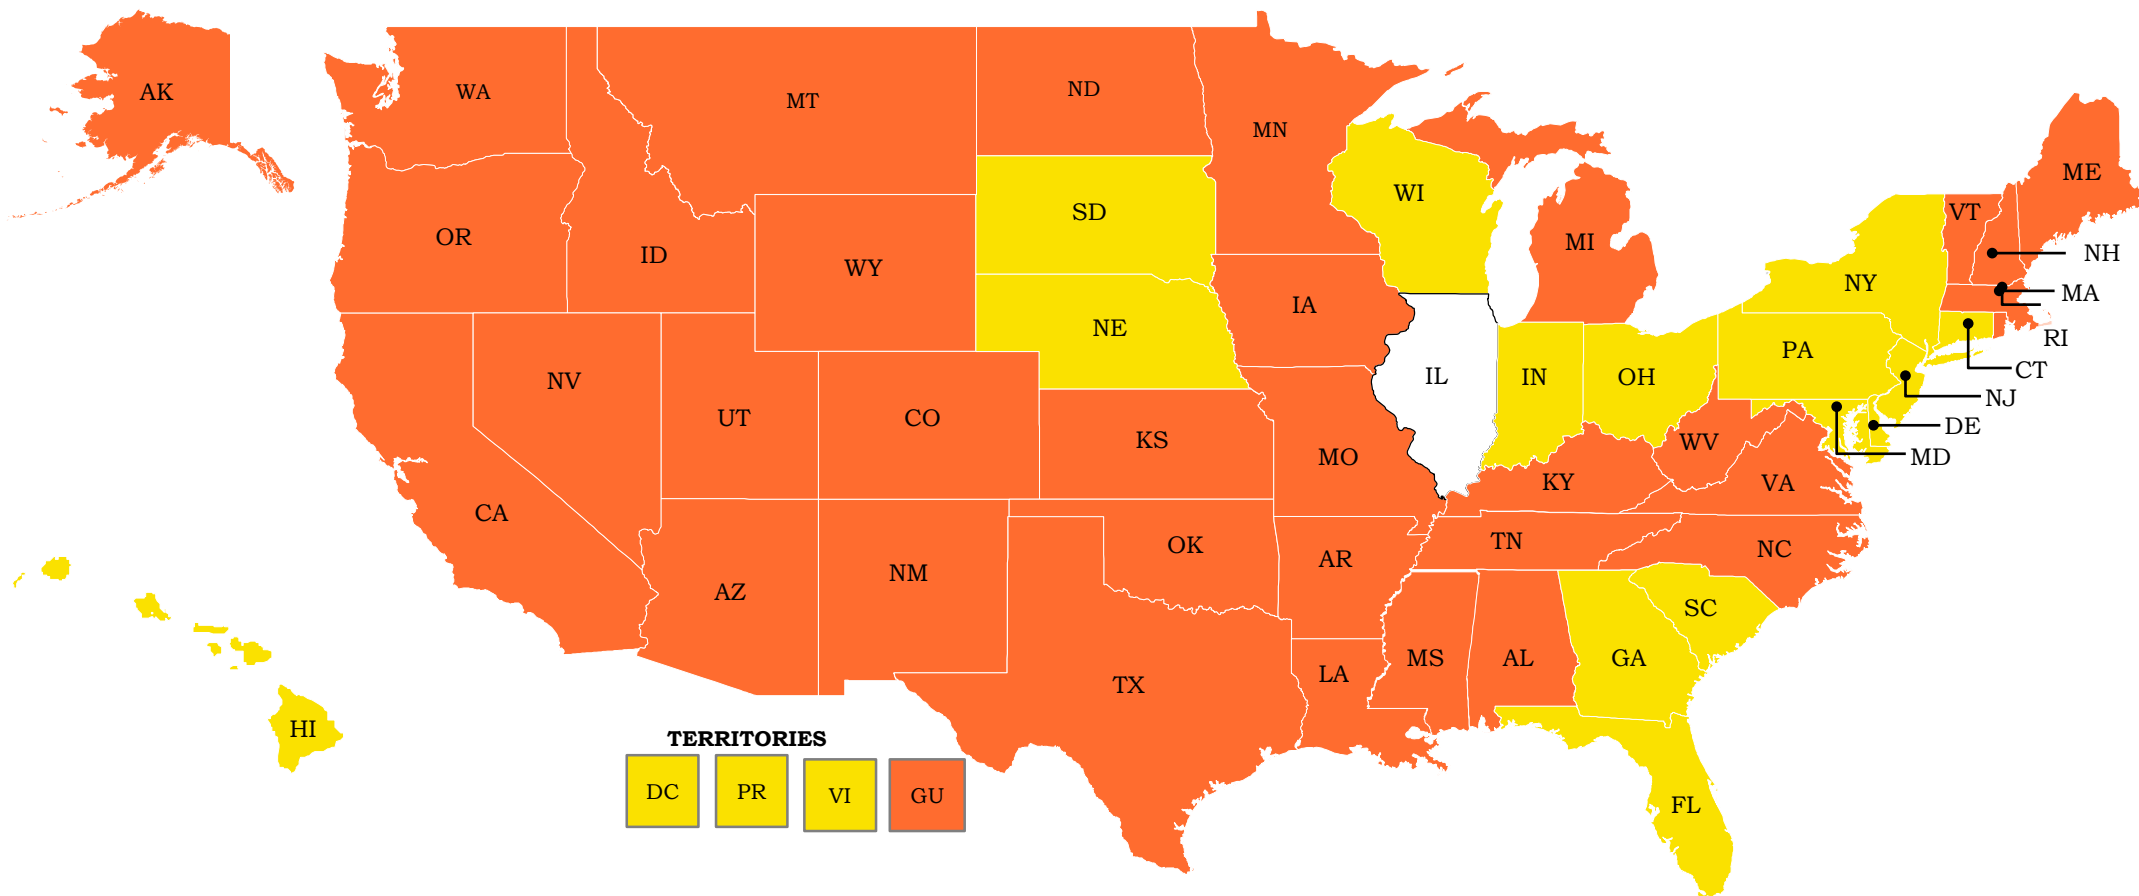 AK
WA
MT
ND
MN
ME
WI
VT
SD
OR
MI
NH
ID
WY
NY
MA
IA
NE
RI
PA
CT
NV
IL
IN
OH
NJ
UT
CO
DE
KS
WV
MO
MD
KY
VA
CA
TN
OK
NC
AR
NM
AZ
SC
MS
AL
GA
LA
TX
HI
TERRITORIES
DC
PR
VI
GU
FL